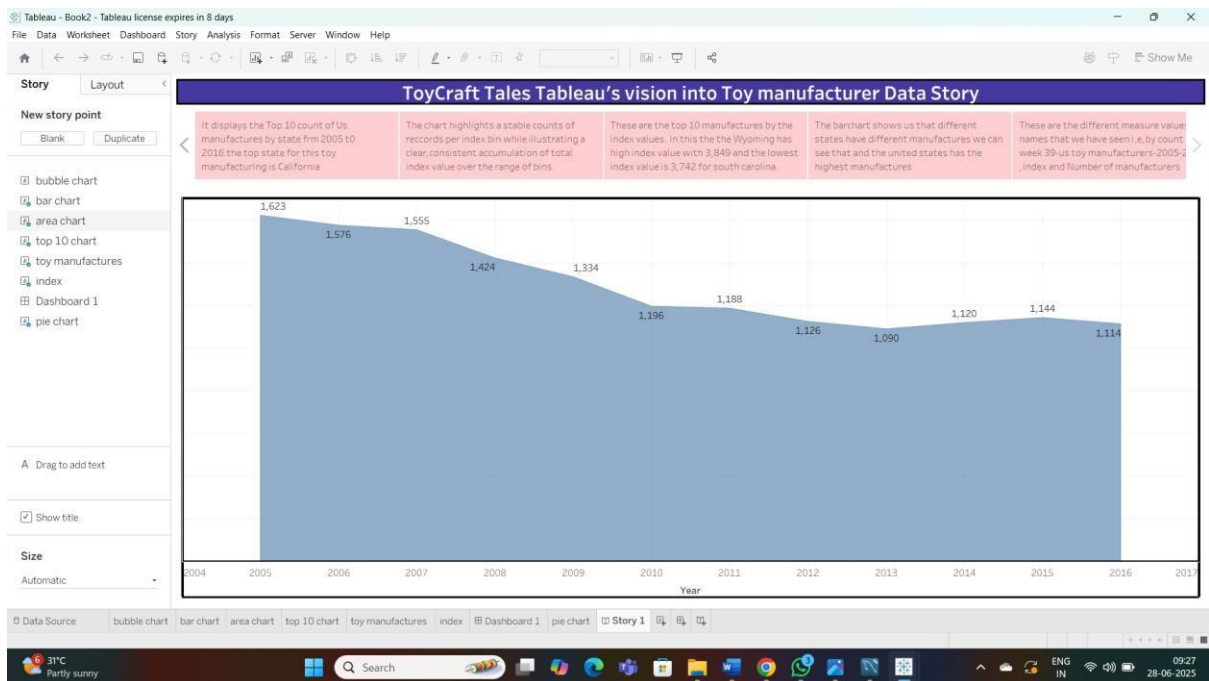 Tableau - Book2 - Tableau license expires in 8 days
File Data Worksheet Dashboard Story Analysis Format Server Window Help
Show Me
Story Layout
New story point
Blank Duplicate
bubble chart
bar chart
area chart
top 10 chart
toy manufactures
index
Dashboard 1
pie chart
A Drag to add text
Show title
Size
Automatic
ToyCraft Tales Tableau's vision into Toy manufacturer Data Story
It displays the Top 10 count of Us
manufactures by state frm 2005 t0
2016.the top state for this toy
manufacturing is California
The chart highlights a stable counts of
reccords per index bin while illustrating a
clear,consistent accumulation of total
index value over the range of bins.
These are the top 10 manufactures by the
index values. In this the the Wyoming has
high index value with 3,849 and the lowest
index value is 3,742 for south carolina.
The barchart shows us that different
states have different manufactures we can
see that and the united states has the
highest manufactures
These are the different measure value
names that we have seen i.e,by count
week 39-us toy manufacturers-2005-2
,Index and Number of manufacturers
1,623
1,576
1,555
1,424
1,334
1,196
1,188
1,126
1,090
1,120
1,144
1,114
2004 2005 2006 2007 2008 2009 2010 2011 2012 2013 2014 2015 2016 2017
Year
Data Source bubble chart bar chart area chart top 10 chart toy manufactures index Dashboard 1 pie chart Story 1
6 31°C
Partly sunny
Search
3
ENG
IN
09:27
28-06-2025